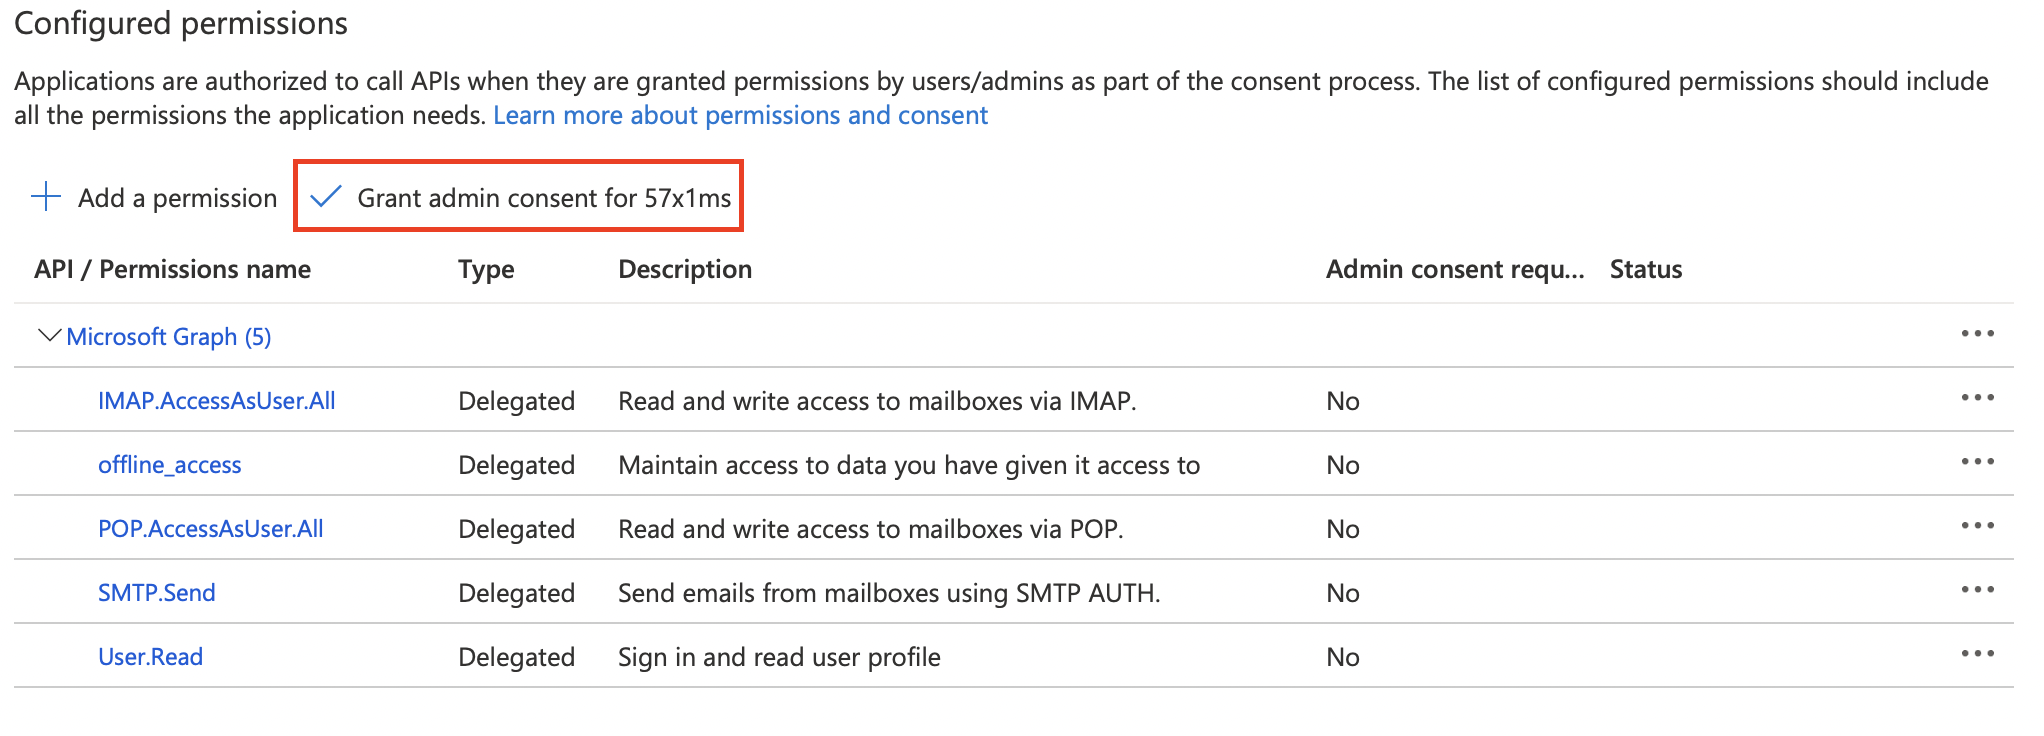 Configured permissions
Applications are authorized to call APIs when they are granted permissions by users/admins as part of the consent process. The list of configured permissions should include
all the permissions the application needs. Learn more about permissions and consent
Add a permission Grant admin consent for 57x1ms
API / Permissions name Type Description Admin consent requ... Status
Microsoft Graph (5)
IMAP.AccessAsUser.All Delegated Read and write access to mailboxes via IMAP. No
offline_access Delegated Maintain access to data you have given it access to No
POP.AccessAsUser.All Delegated Read and write access to mailboxes via POP. No
SMTP.Send Delegated Send emails from mailboxes using SMTP AUTH. No
User.Read Delegated Sign in and read user profile No